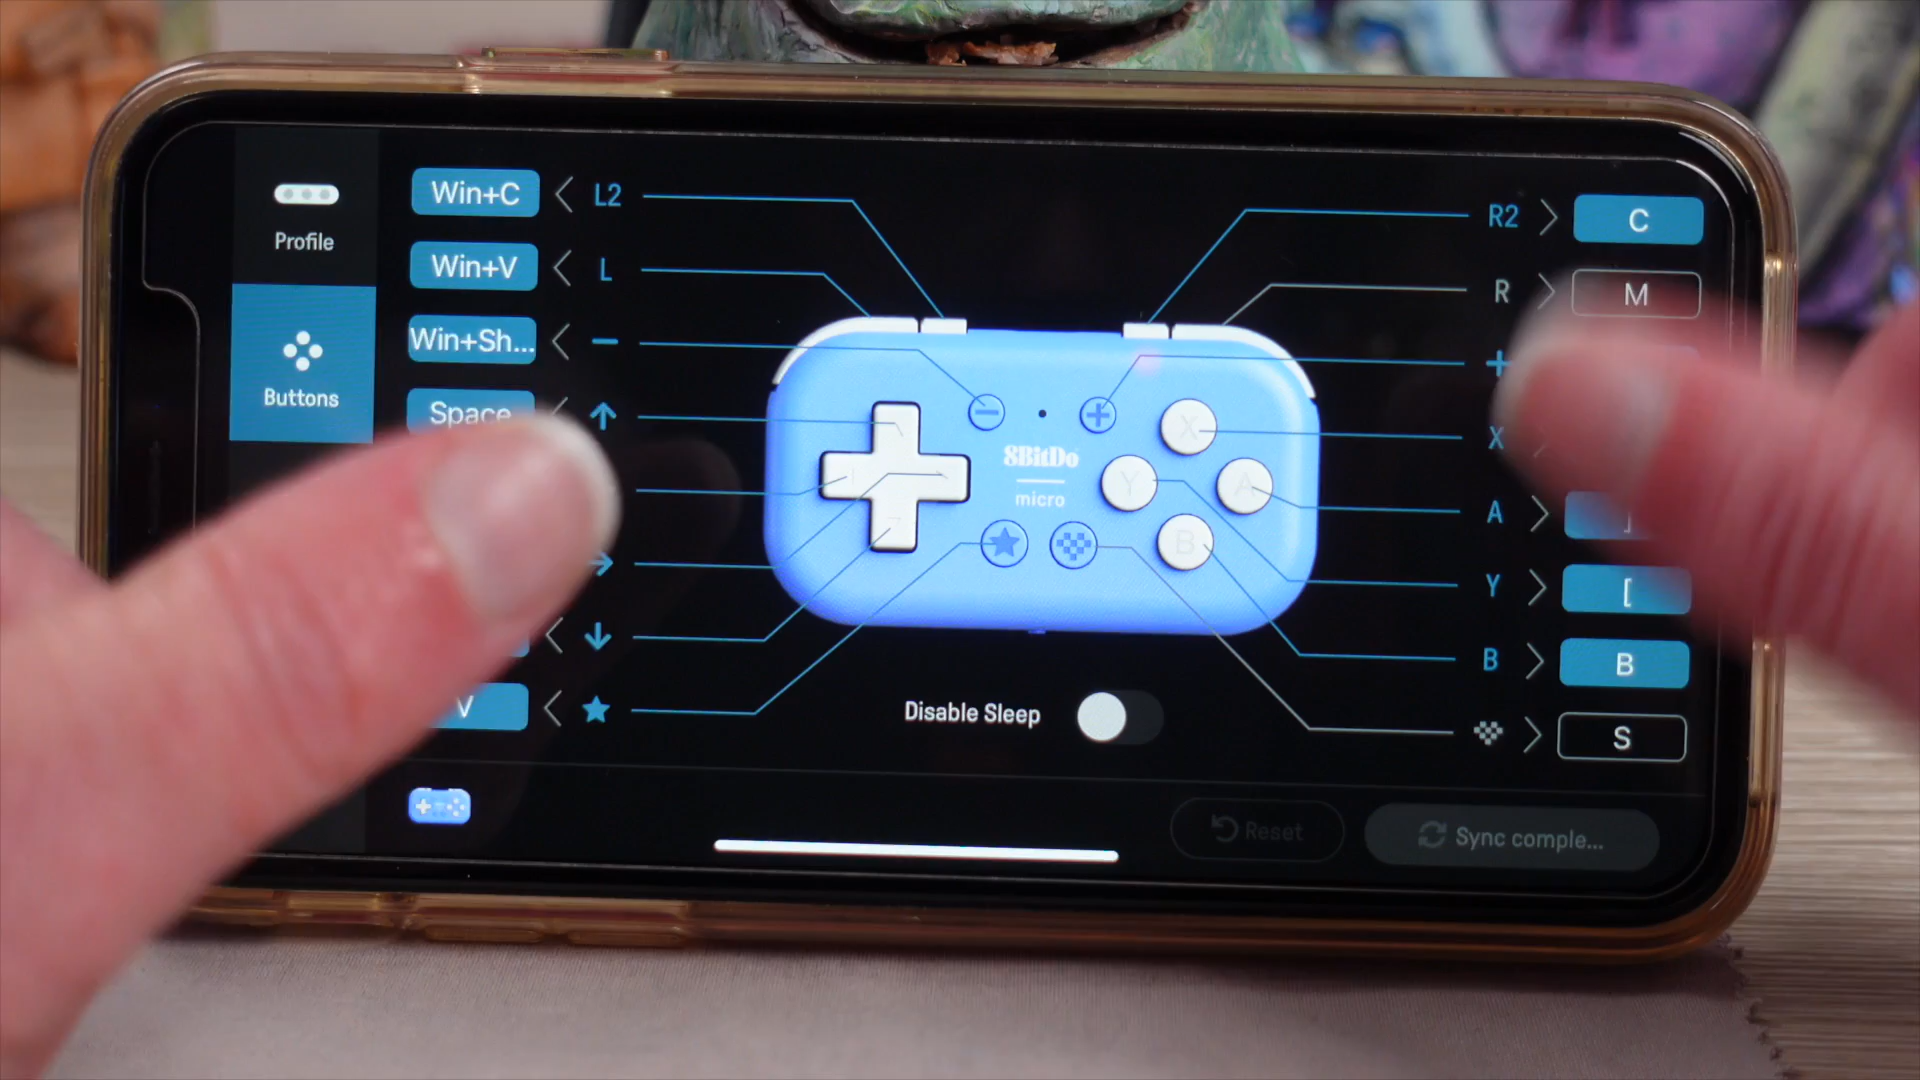 Profile
Buttons
Win+C
L2
Win+V
L
Win+Sh...
Space
V
R2
C
R
M
X
A
]
Y
[
B
B
S
X
Y
A
B
8BitDo
micro
Disable Sleep
Reset
Sync comple...